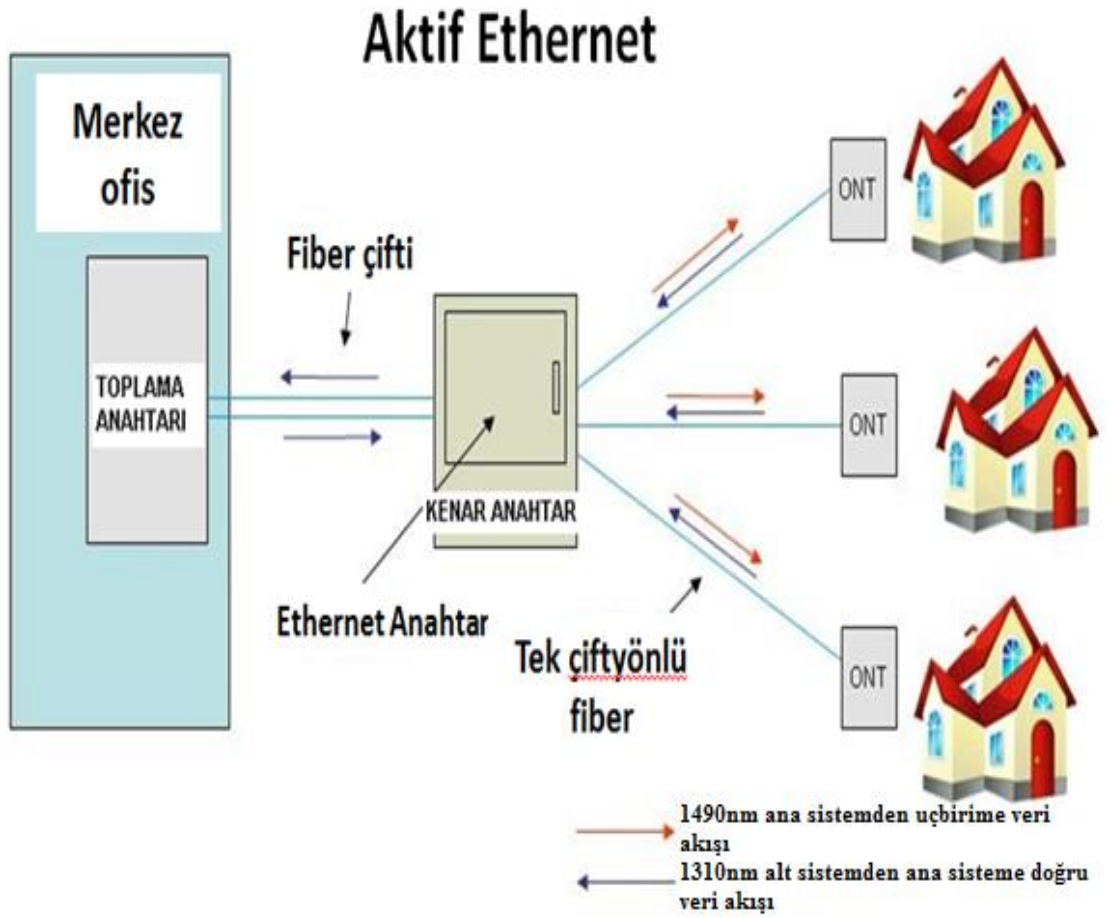 Aktif Ethernet
Merkez
ofis
Fiber çifti
TOPLAMA
ANAHTARI
KENAR ANAHTAR
Ethernet Anahtar
Tek çiftyönlü
fiber
ONT
ONT
ONT
1490nm ana sistemden uçbirime veri
akışı
1310nm alt sistemden ana sisteme doğru
veri akışı